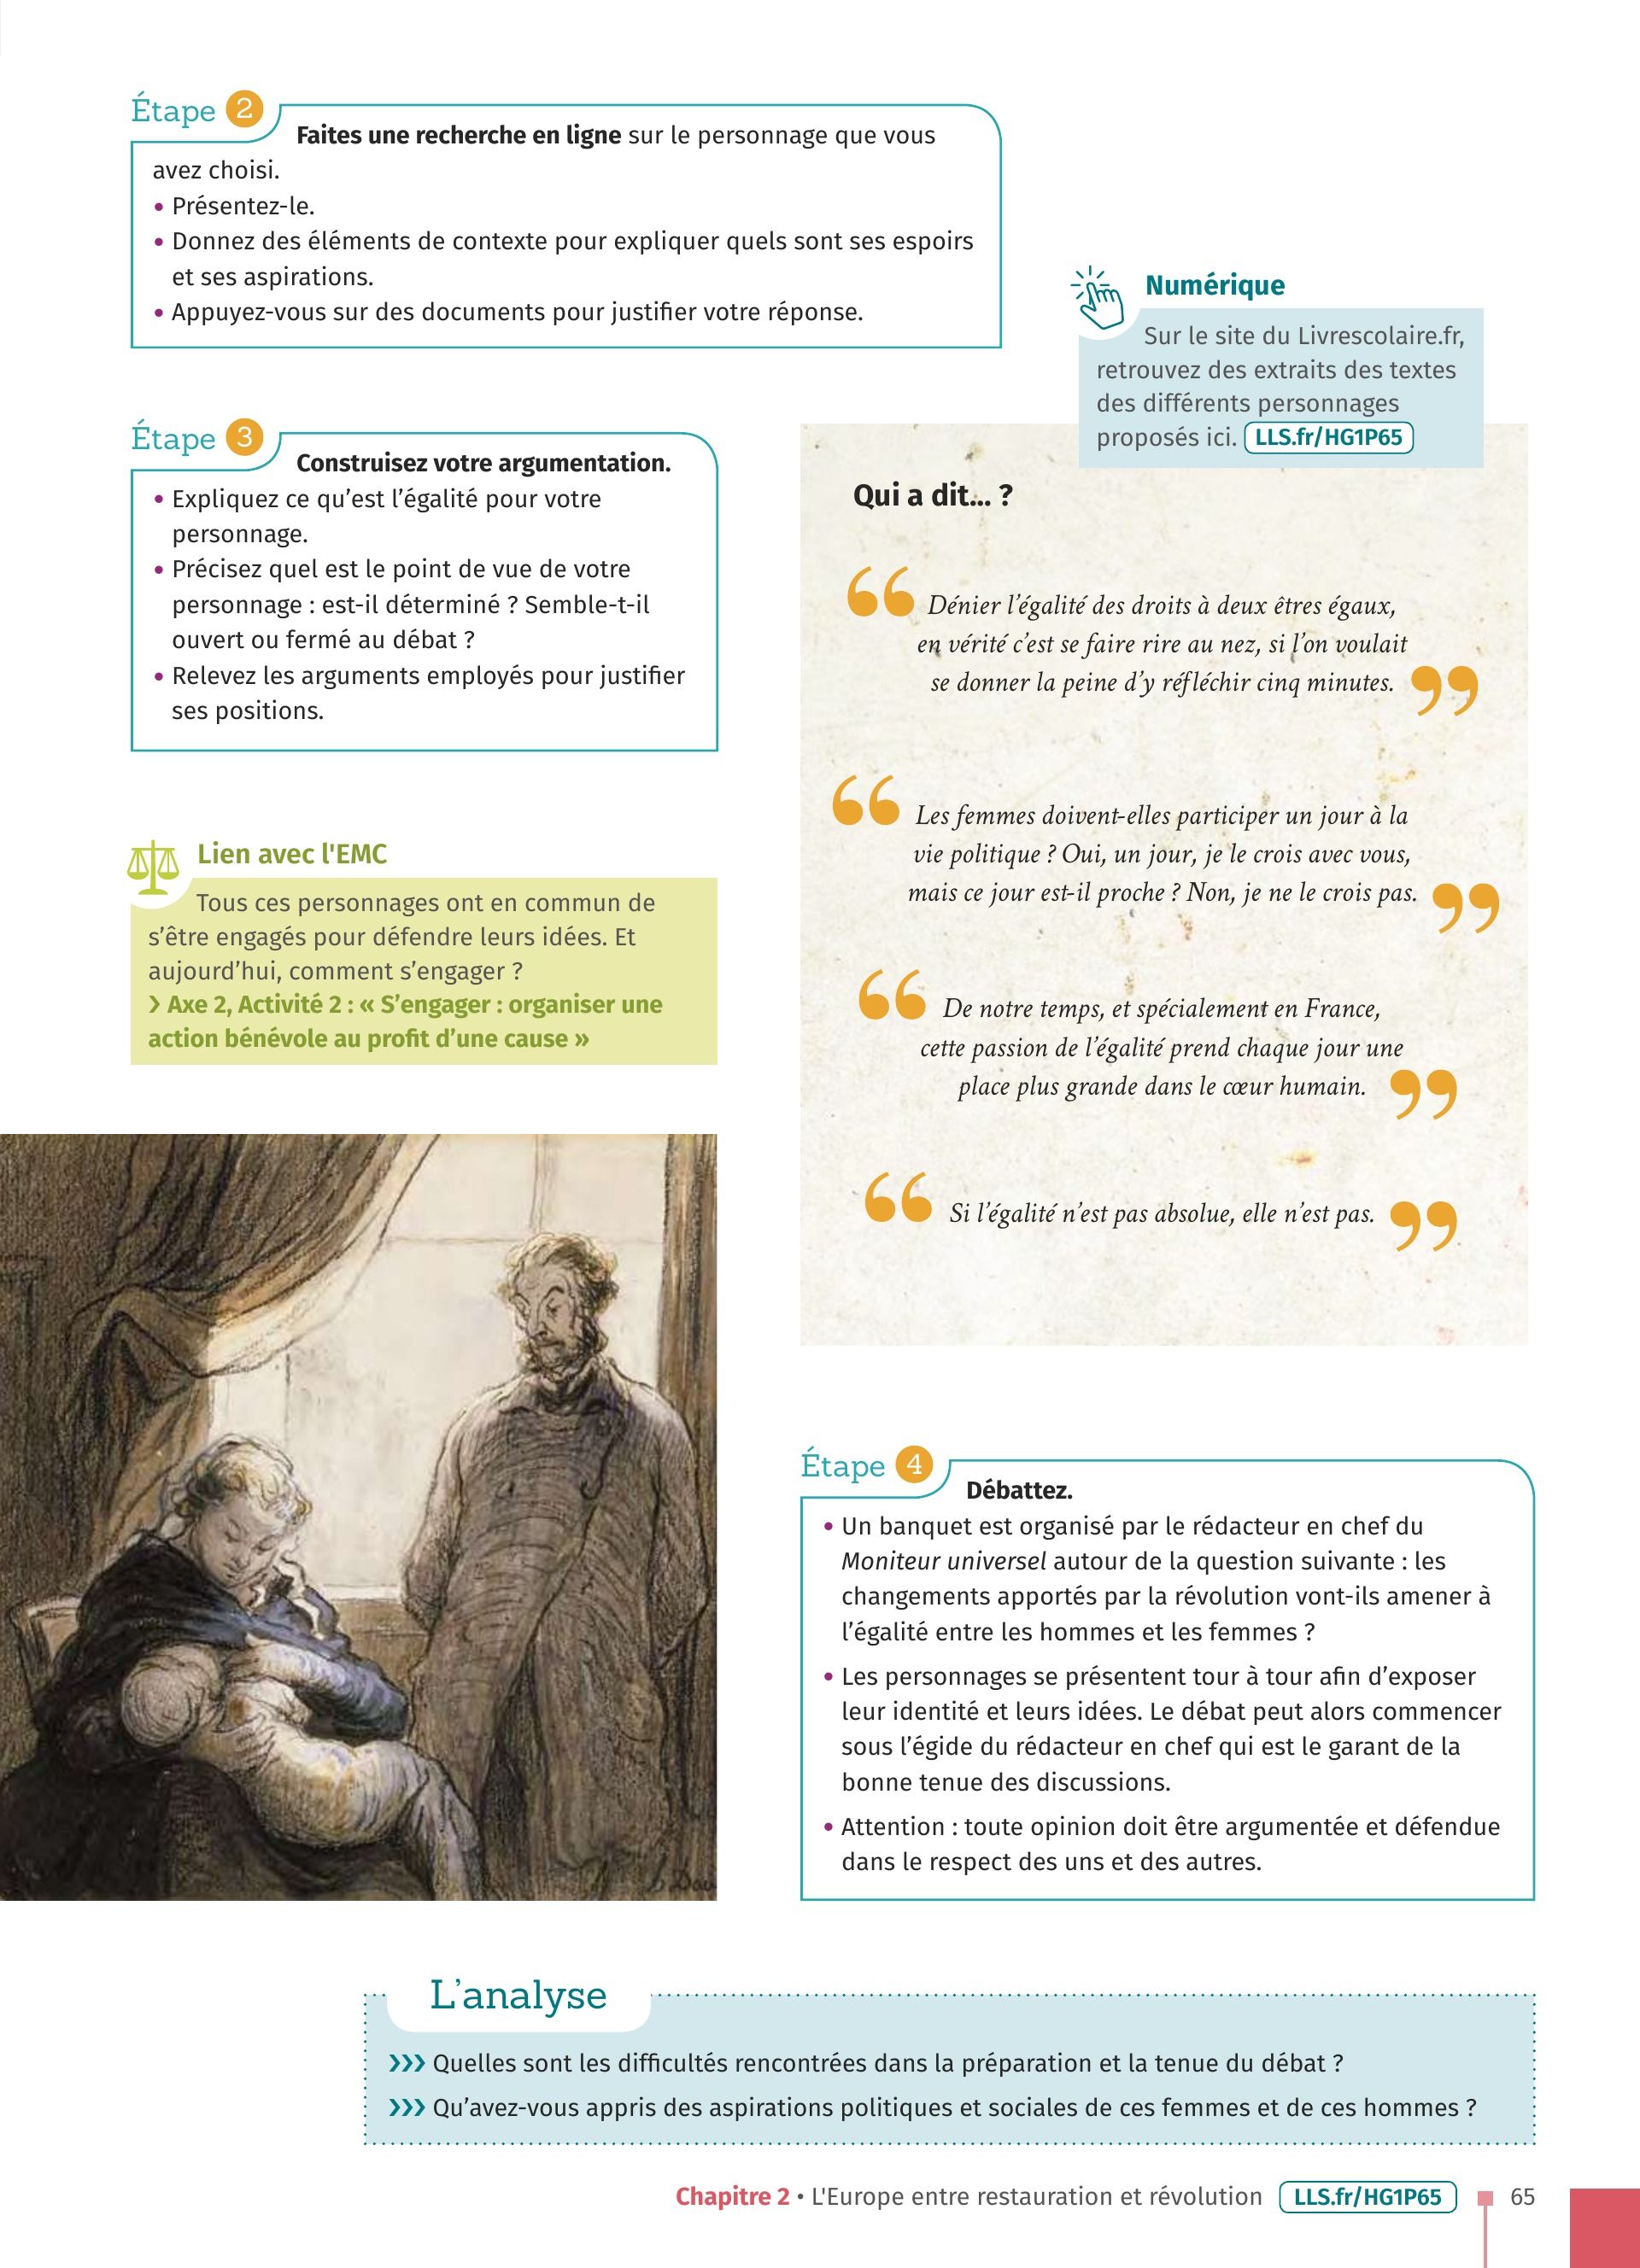 Étape 2
Faites une recherche en ligne sur le personnage que vous
avez choisi.
• Présentez-le.
• Donnez des éléments de contexte pour expliquer quels sont ses espoirs
et ses aspirations.
• Appuyez-vous sur des documents pour justifier votre réponse.
Numérique
Sur le site du Livrescolaire.fr,
retrouvez des extraits des textes
des différents personnages
proposés ici. LLS.fr/HG1P65
Étape 3
Construisez votre argumentation.
• Expliquez ce qu’est l’égalité pour votre
personnage.
• Précisez quel est le point de vue de votre
personnage : est-il déterminé ? Semble-t-il
ouvert ou fermé au débat ?
• Relevez les arguments employés pour justifier
ses positions.
Lien avec l'EMC
Tous ces personnages ont en commun de
s’être engagés pour défendre leurs idées. Et
aujourd’hui, comment s’engager ?
❯ Axe 2, Activité 2 : « S’engager : organiser une
action bénévole au profit d’une cause »
Qui a dit... ?
“ Dénier l’égalité des droits à deux êtres égaux,
en vérité c’est se faire rire au nez, si l’on voulait
se donner la peine d’y réfléchir cinq minutes. ”
“ Les femmes doivent-elles participer un jour à la
vie politique ? Oui, un jour, je le crois avec vous,
mais ce jour est-il proche ? Non, je ne le crois pas. ”
“ De notre temps, et spécialement en France,
cette passion de l’égalité prend chaque jour une
place plus grande dans le cœur humain. ”
“ Si l’égalité n’est pas absolue, elle n’est pas. ”
Étape 4
Débattez.
• Un banquet est organisé par le rédacteur en chef du
Moniteur universel autour de la question suivante : les
changements apportés par la révolution vont-ils amener à
l’égalité entre les hommes et les femmes ?
• Les personnages se présentent tour à tour afin d’exposer
leur identité et leurs idées. Le débat peut alors commencer
sous l’égide du rédacteur en chef qui est le garant de la
bonne tenue des discussions.
• Attention : toute opinion doit être argumentée et défendue
dans le respect des uns et des autres.
L’analyse
❯❯❯ Quelles sont les difficultés rencontrées dans la préparation et la tenue du débat ?
❯❯❯ Qu’avez-vous appris des aspirations politiques et sociales de ces femmes et de ces hommes ?
Chapitre 2 • L'Europe entre restauration et révolution LLS.fr/HG1P65 65